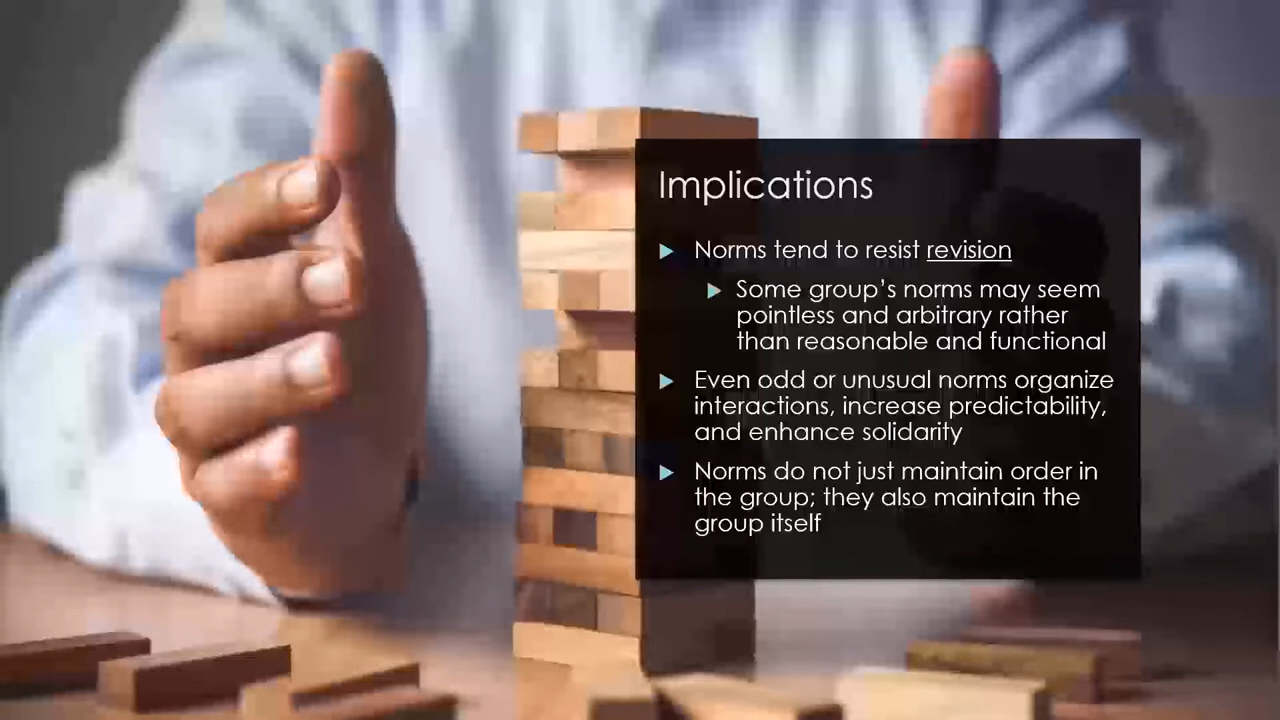 Implications
Norms tend to resist revision
Some group's norms may seem
pointless and arbitrary rather
than reasonable and functional
Even odd or unusual norms organize
interactions, increase predictability,
and enhance solidarity
Norms do not just maintain order in
the group; they also maintain the
group itself